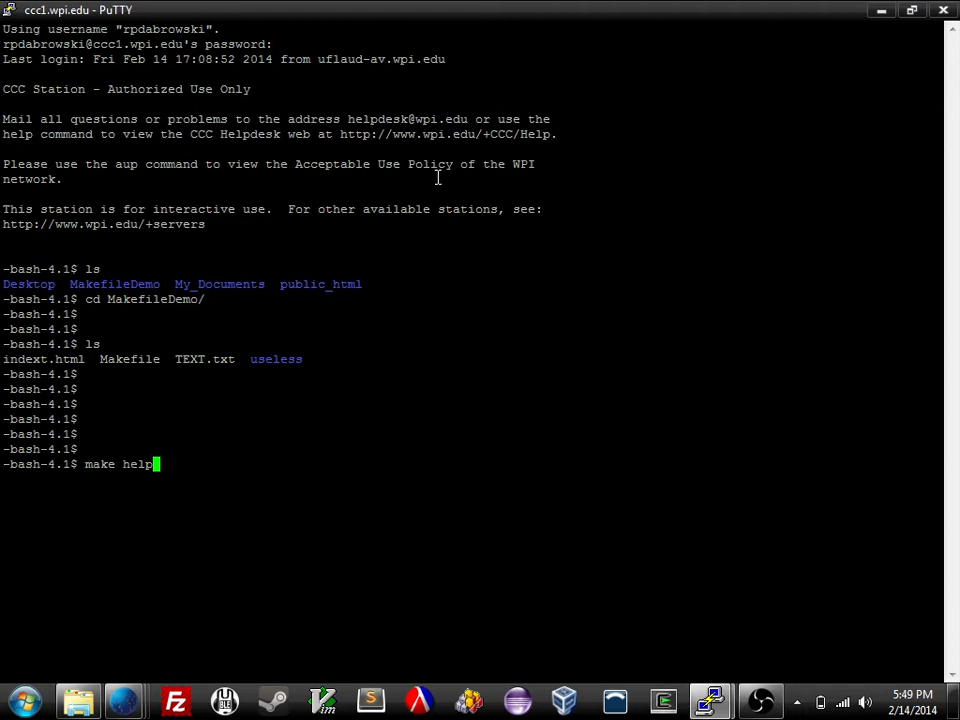 ccc1.wpi.edu - PuTTY
Using username "rpdabrowski".
rpdabrowski@ccc1.wpi.edu's password:
Last login: Fri Feb 14 17:08:52 2014 from uflaud-av.wpi.edu
CCC Station - Authorized Use Only
Mail all questions or problems to the address helpdesk@wpi.edu or use the
help command to view the CCC Helpdesk web at http://www.wpi.edu/+CCC/Help.
Please use the aup command to view the Acceptable Use Policy of the WPI
network.
This station is for interactive use.  For other available stations, see:
http://www.wpi.edu/+servers
-bash-4.1$ ls
Desktop  MakefileDemo  My_Documents  public_html
-bash-4.1$ cd MakefileDemo/
-bash-4.1$
-bash-4.1$
-bash-4.1$ ls
indext.html  Makefile  TEXT.txt  useless
-bash-4.1$
-bash-4.1$
-bash-4.1$
-bash-4.1$
-bash-4.1$
-bash-4.1$
-bash-4.1$ make help
5:49 PM
2/14/2014